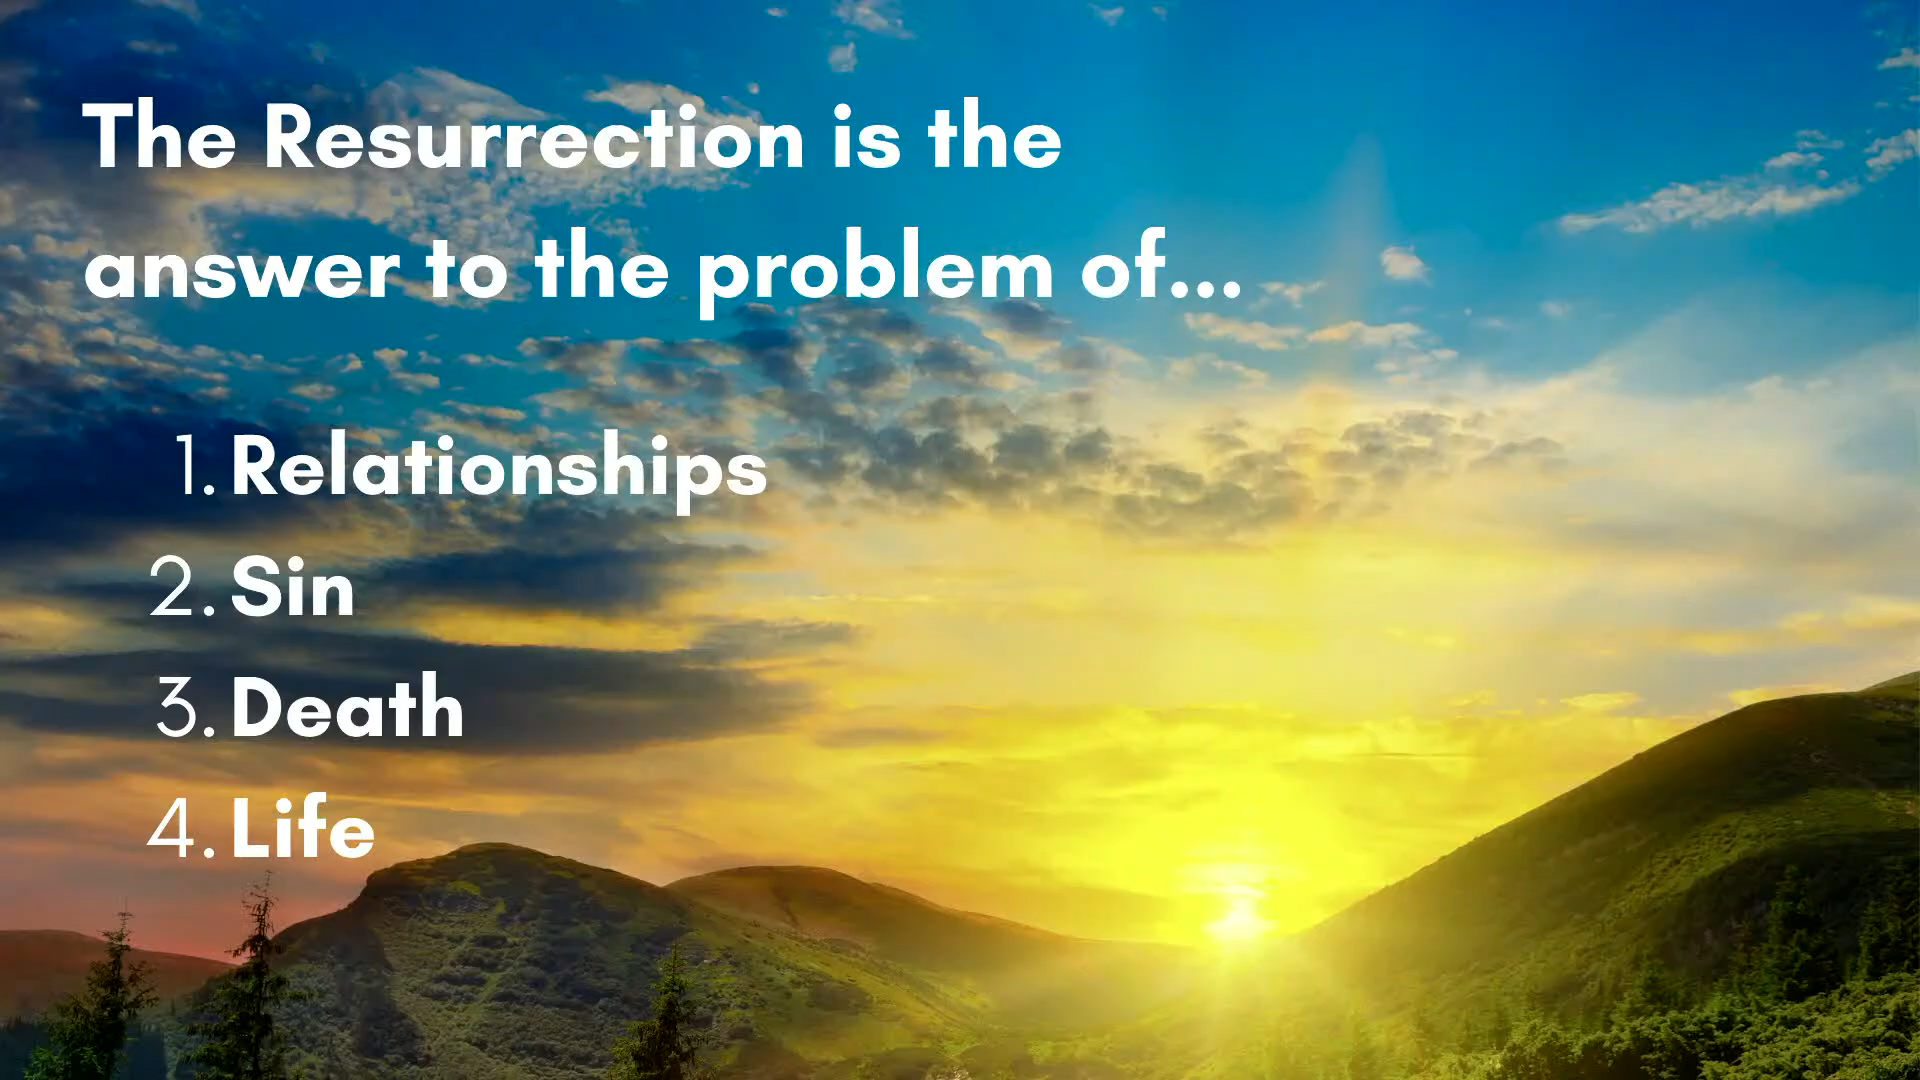 The Resurrection is the
answer to the problem of...
1. Relationships
2. Sin
3. Death
4. Life